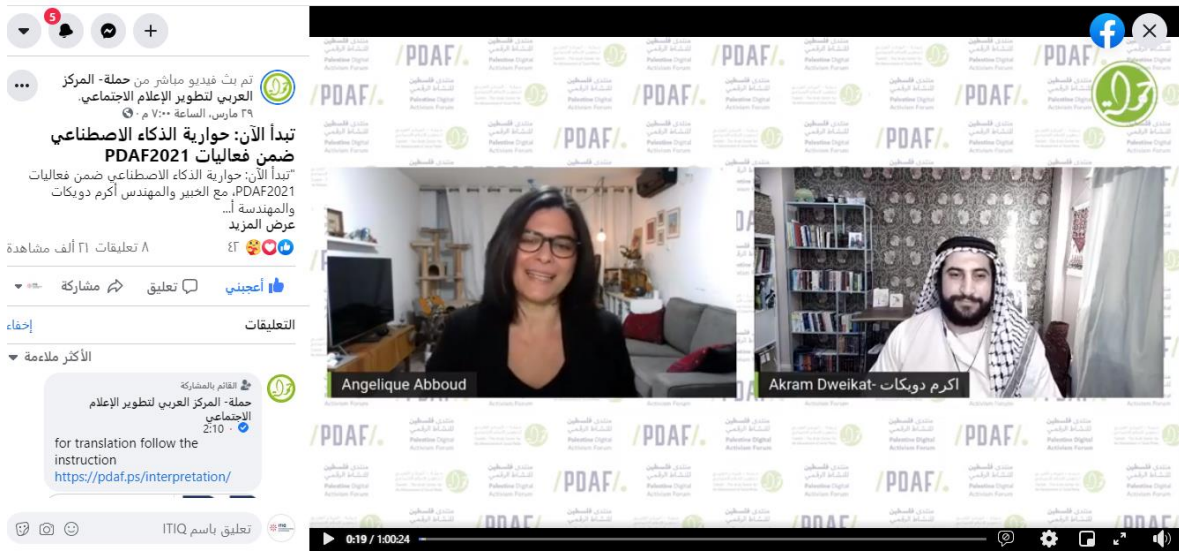 5
تم بث فيديو مباشر من حملة- المركز
العربي لتطوير الإعلام الاجتماعي.
٢٩ مارس، الساعة ٧:٠٠ م ·
تبدأ الآن: حوارية الذكاء الاصطناعي
ضمن فعاليات PDAF2021
"تبدأ الآن: حوارية الذكاء الاصطناعي ضمن فعاليات
PDAF2021، مع الخبير والمهندس أكرم دويكات
والمهندسة أ...
عرض المزيد
٤٢
٨ تعليقات ٢١ ألف مشاهدة
أعجبني تعليق مشاركة
التعليقات إخفاء
الأكثر ملاءمة
القائم بالمشاركة
حملة- المركز العربي لتطوير الإعلام
الاجتماعي
2:10 ·
for translation follow the
instruction
https://pdaf.ps/interpretation/
تعليق باسم ITIQ
/PDAF/.
منتدى فلسطين
للنشاط الرقمي
Palestine Digital
Activism Forum
Angelique Abboud
Akram Dweikat- اكرم دويكات
0:19 / 1:00:24